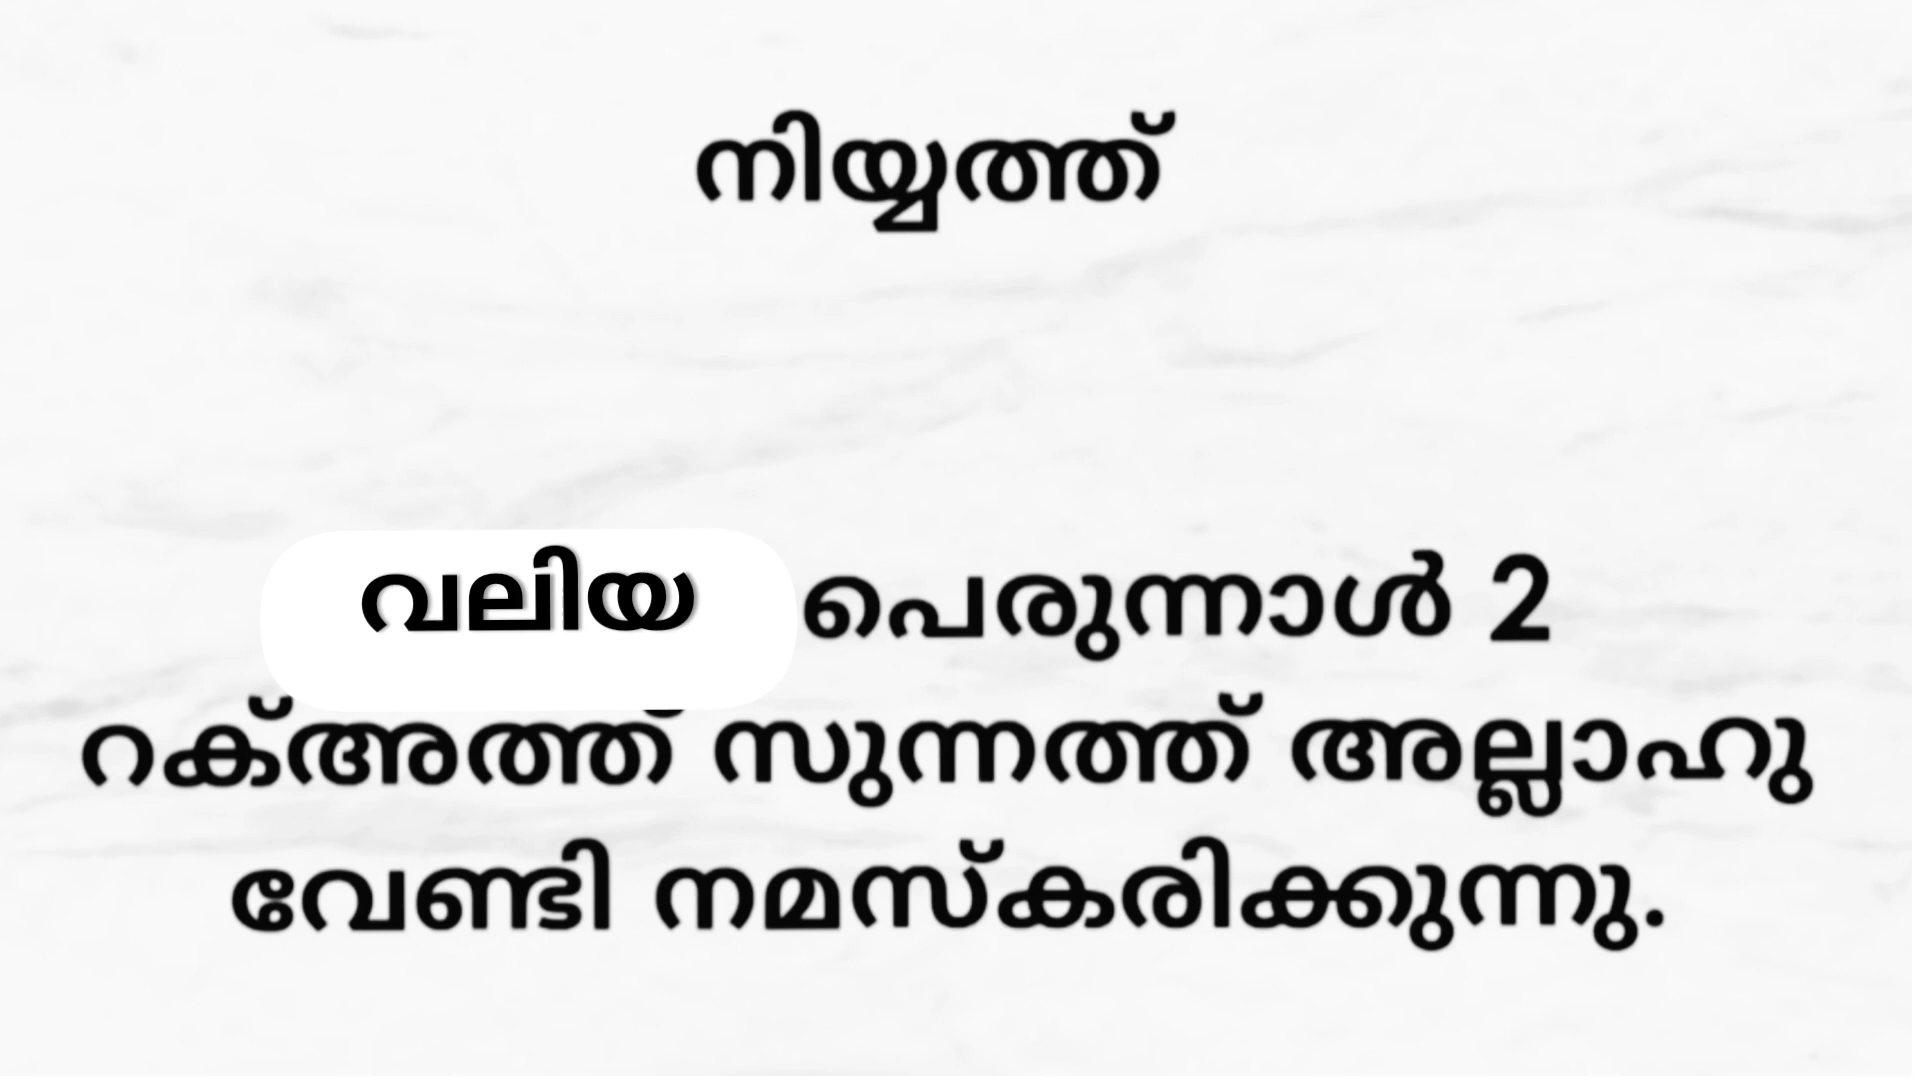 നിയ്യത്ത്
വലിയ പെരുന്നാൾ 2
റക്അത്ത് സുന്നത്ത് അല്ലാഹു
വേണ്ടി നമസ്കരിക്കുന്നു.